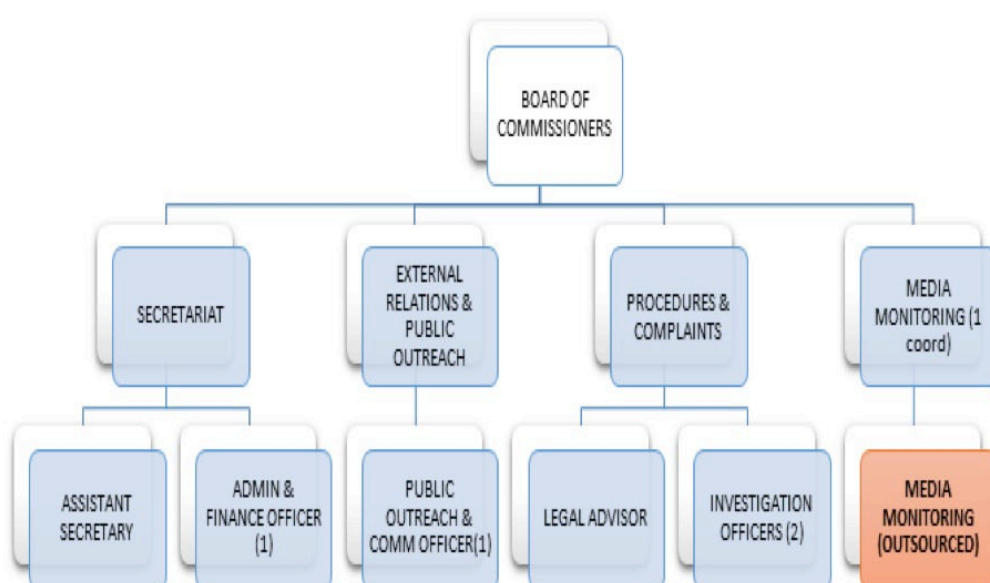 BOARD OF
COMMISSIONERS
SECRETARIAT
EXTERNAL
RELATIONS &
PUBLIC
OUTREACH
PROCEDURES &
COMPLAINTS
MEDIA
MONITORING (1
coord)
ASSISTANT
SECRETARY
ADMIN &
FINANCE OFFICER
(1)
PUBLIC
OUTREACH &
COMM OFFICER(1)
LEGAL ADVISOR
INVESTIGATION
OFFICERS (2)
MEDIA
MONITORING
(OUTSOURCED)